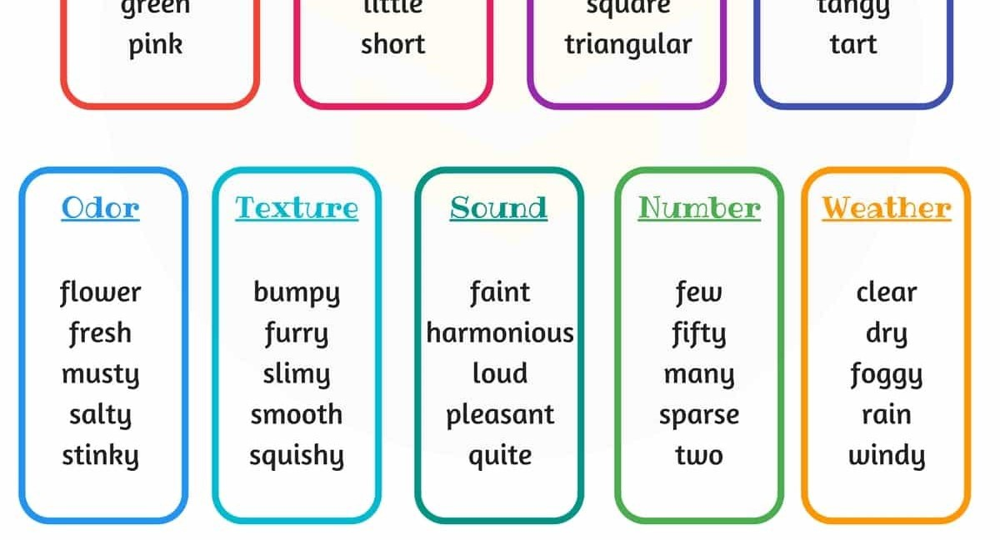 green
pink
little
short
square
triangular
tangy
tart
Odor
flower
fresh
musty
salty
stinky
Texture
bumpy
furry
slimy
smooth
squishy
Sound
faint
harmonious
loud
pleasant
quite
Number
few
fifty
many
sparse
two
Weather
clear
dry
foggy
rain
windy